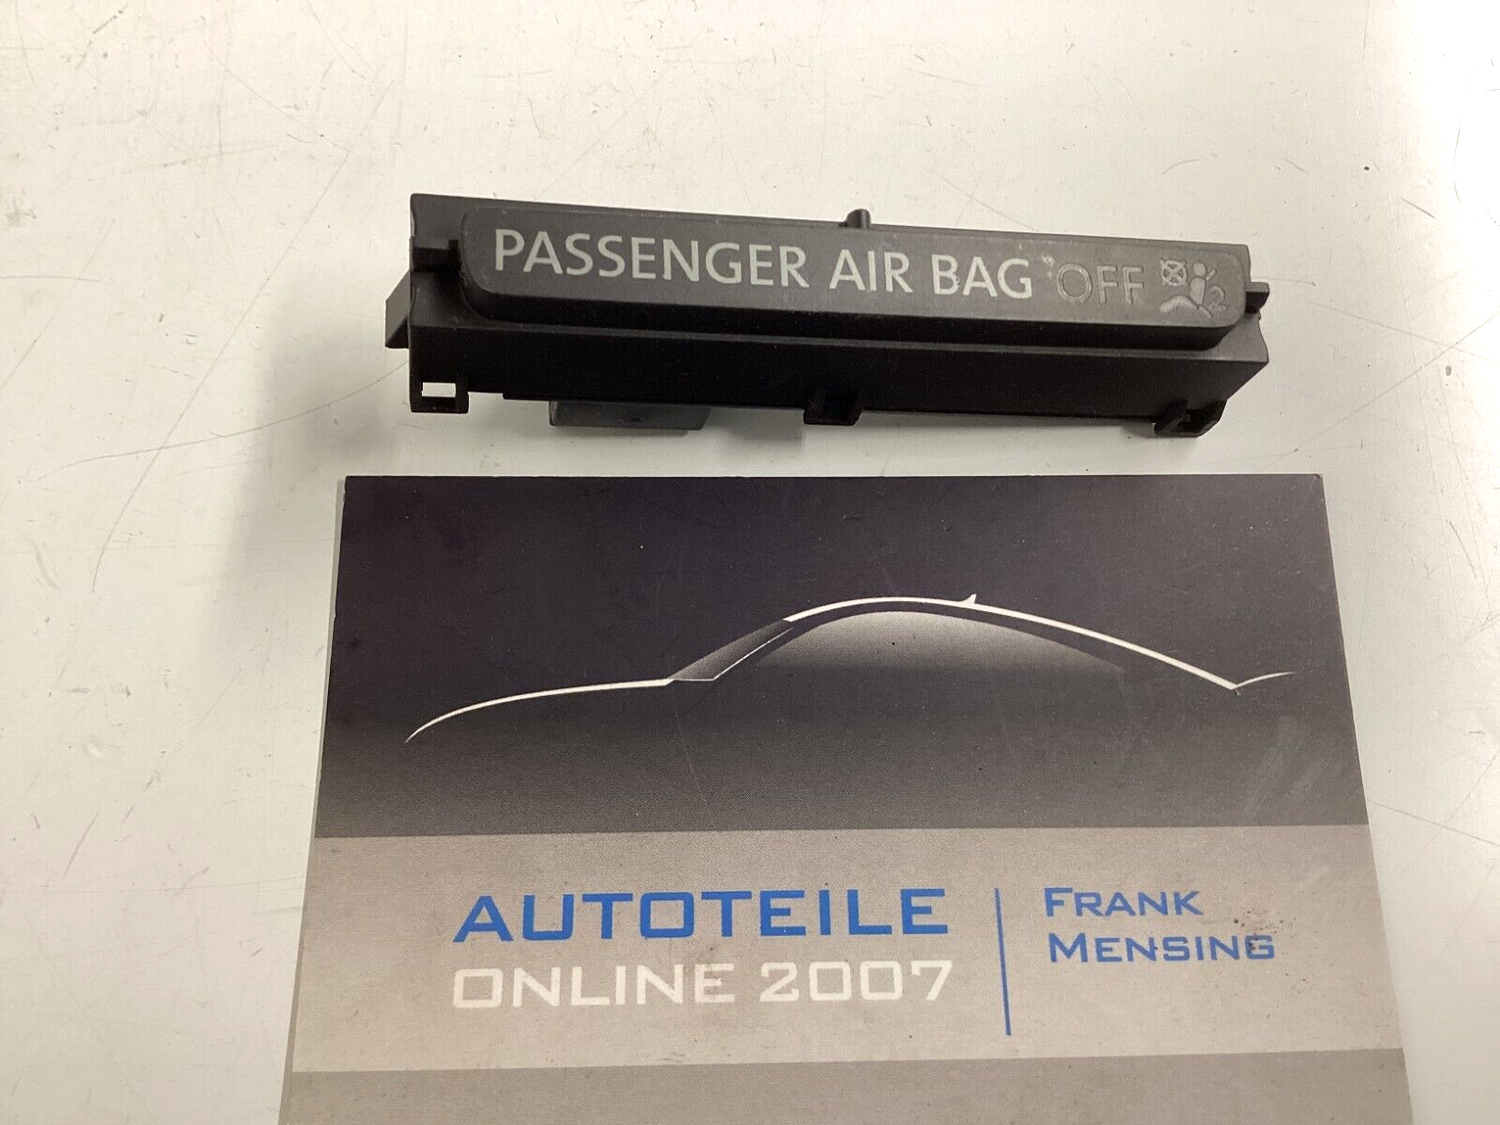 PASSENGER AIR BAG OFF
AUTOTEILE
ONLINE 2007
FRANK
MENSING